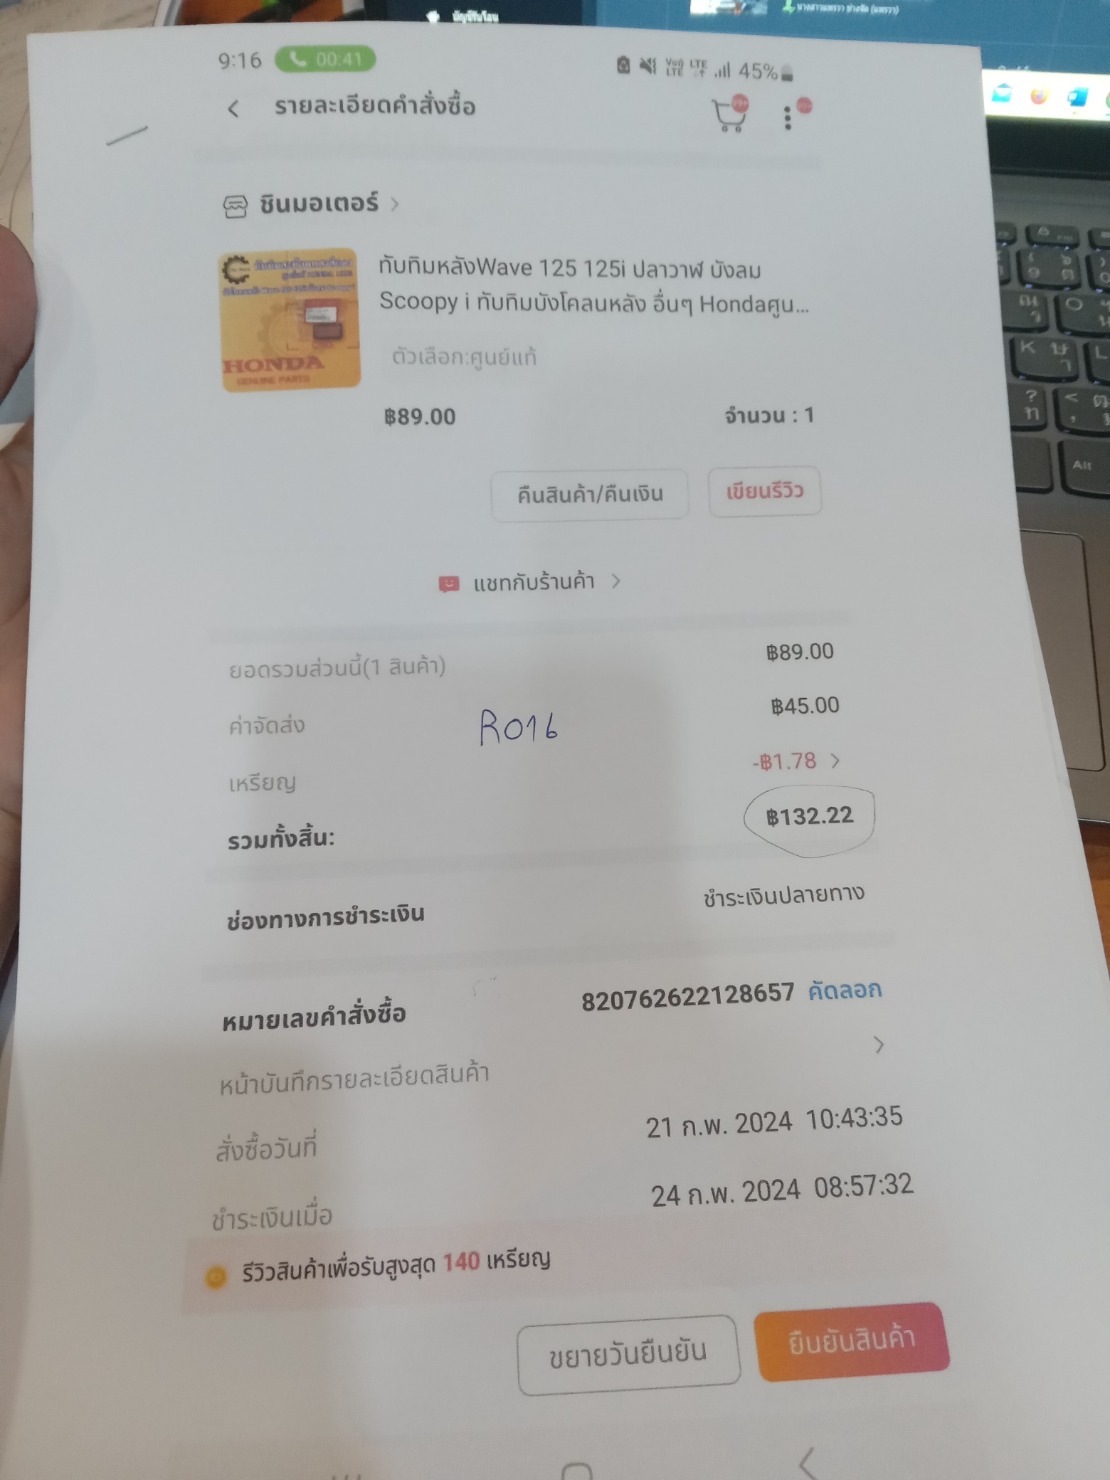 บัญชีรับโอน
9:16 00:41 45%
รายละเอียดคำสั่งซื้อ
ชินมอเตอร์
ทับทิมหลังWave 125 125i ปลาวาฬ บังลม
Scoopy i ทับทิมบังโคลนหลัง อื่นๆ Hondaศูน...
HONDA
GENUINE PARTS
ตัวเลือก:ศูนย์แท้
฿89.00 จำนวน : 1
คืนสินค้า/คืนเงิน เขียนรีวิว
แชทกับร้านค้า
ยอดรวมส่วนนี้(1 สินค้า) ฿89.00
ค่าจัดส่ง ฿45.00
R016
เหรียญ -฿1.78
รวมทั้งสิ้น: ฿132.22
ช่องทางการชำระเงิน ชำระเงินปลายทาง
หมายเลขคำสั่งซื้อ 820762622128657 คัดลอก
หน้าบันทึกรายละเอียดสินค้า
สั่งซื้อวันที่ 21 ก.พ. 2024 10:43:35
ชำระเงินเมื่อ 24 ก.พ. 2024 08:57:32
รีวิวสินค้าเพื่อรับสูงสุด 140 เหรียญ
ขยายวันยืนยัน ยืนยันสินค้า
Alt